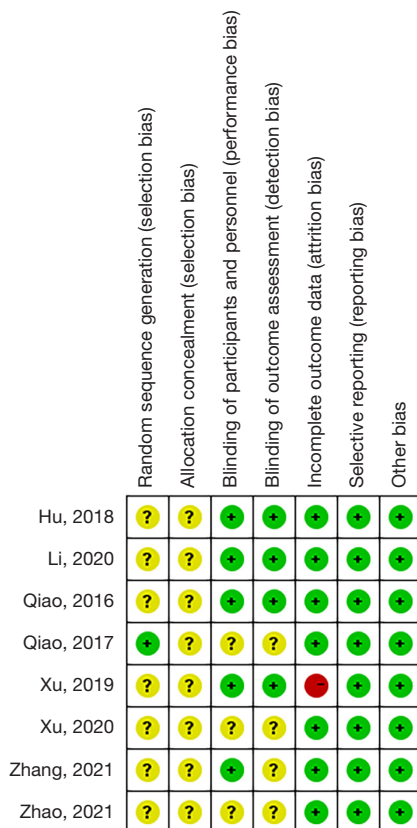 Random sequence generation (selection bias)
Allocation concealment (selection bias)
Blinding of participants and personnel (performance bias)
Blinding of outcome assessment (detection bias)
Incomplete outcome data (attrition bias)
Selective reporting (reporting bias)
Other bias
Hu, 2018 ? ? + + + + +
Li, 2020 ? ? + + + + +
Qiao, 2016 ? ? + + + + +
Qiao, 2017 + ? ? ? + + +
Xu, 2019 ? ? + + - + +
Xu, 2020 ? ? ? ? + + +
Zhang, 2021 ? ? + ? + + +
Zhao, 2021 ? ? ? ? + + +